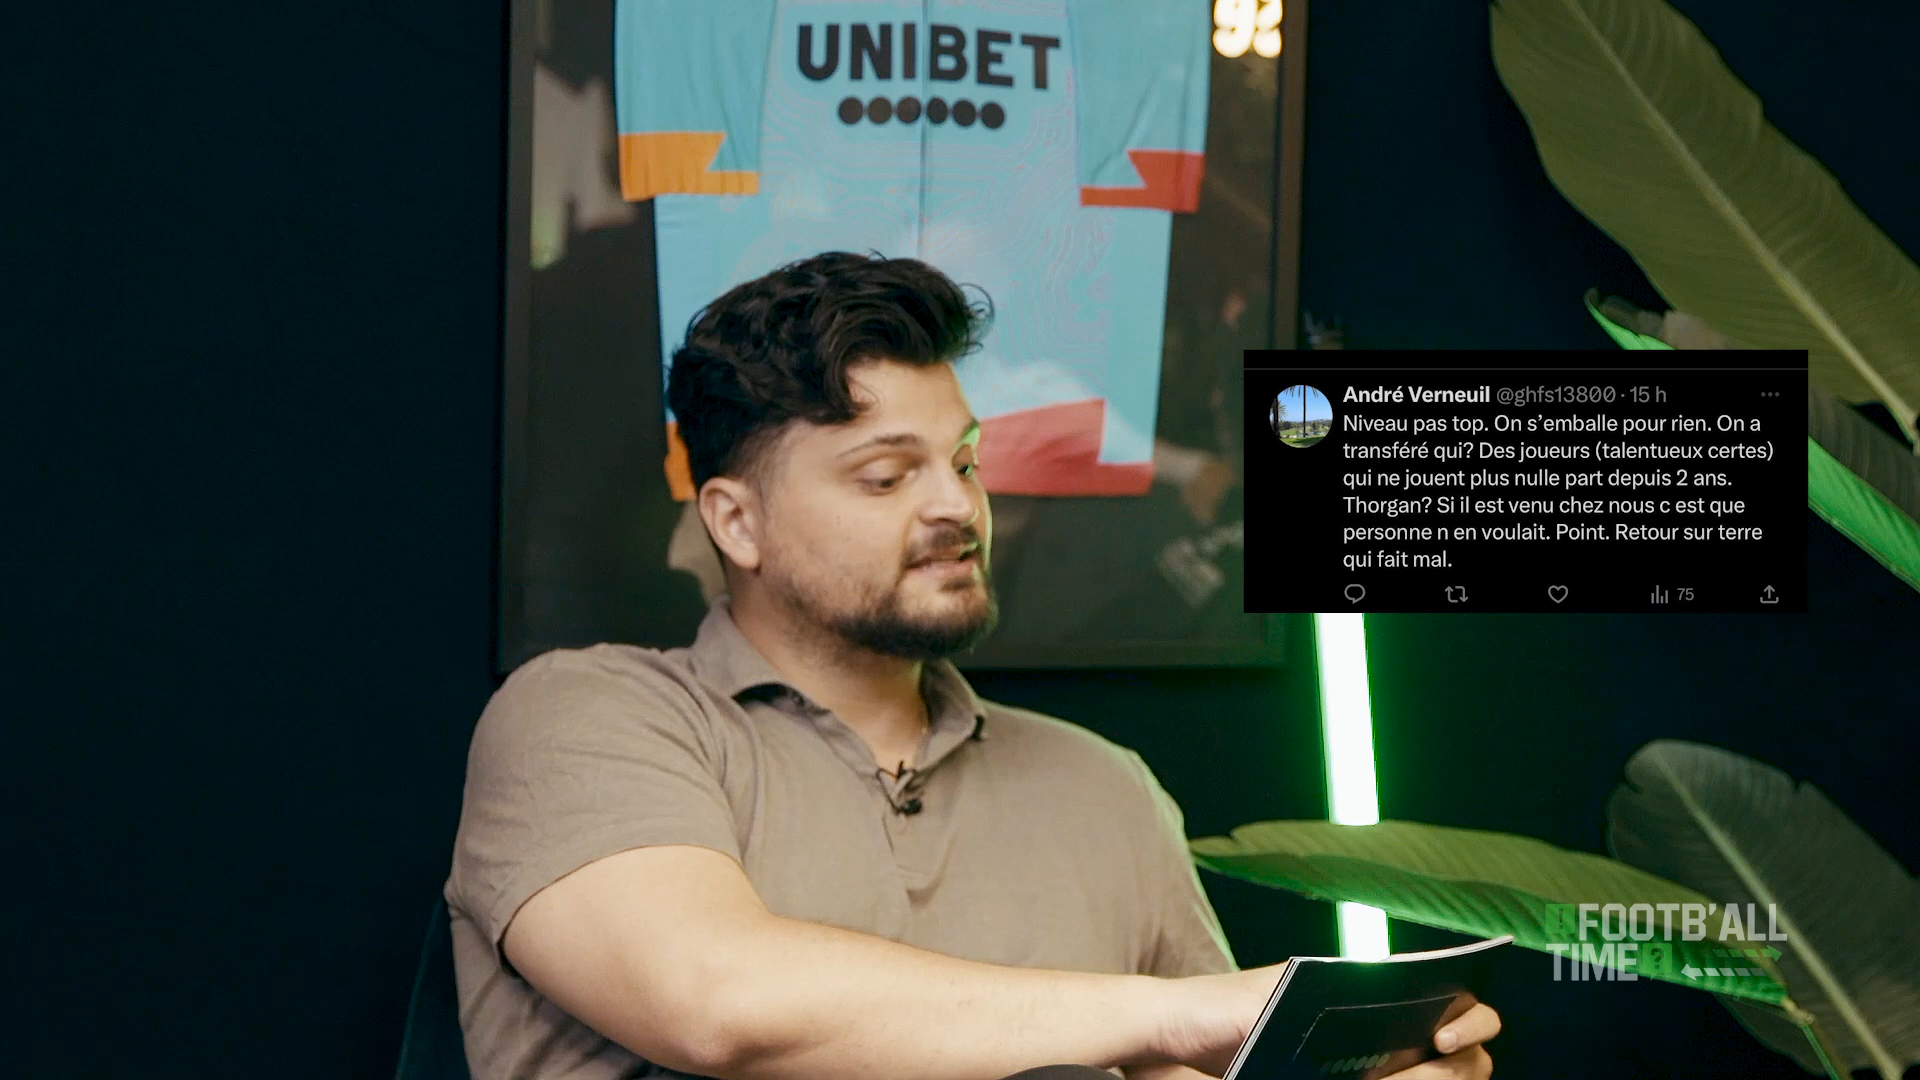 UNIBET
93
André Verneuil @ghfs13800 · 15 h
Niveau pas top. On s’emballe pour rien. On a
transféré qui? Des joueurs (talentueux certes)
qui ne jouent plus nulle part depuis 2 ans.
Thorgan? Si il est venu chez nous c est que
personne n en voulait. Point. Retour sur terre
qui fait mal.
75
! FOOTB'ALL
TIME ?